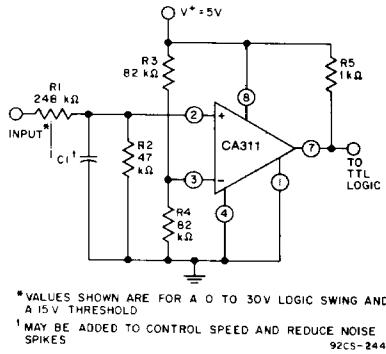 V⁺ = 5V
R3
82 kΩ
R5
1kΩ
R1
248 kΩ
8
2
+
CA311
INPUT*
C1†
R2
47
kΩ
7
TO
TTL
LOGIC
3
−
1
R4
82
kΩ
4
* VALUES SHOWN ARE FOR A 0 TO 30V LOGIC SWING AND
A 15V THRESHOLD
† MAY BE ADDED TO CONTROL SPEED AND REDUCE NOISE
SPIKES
92CS-244